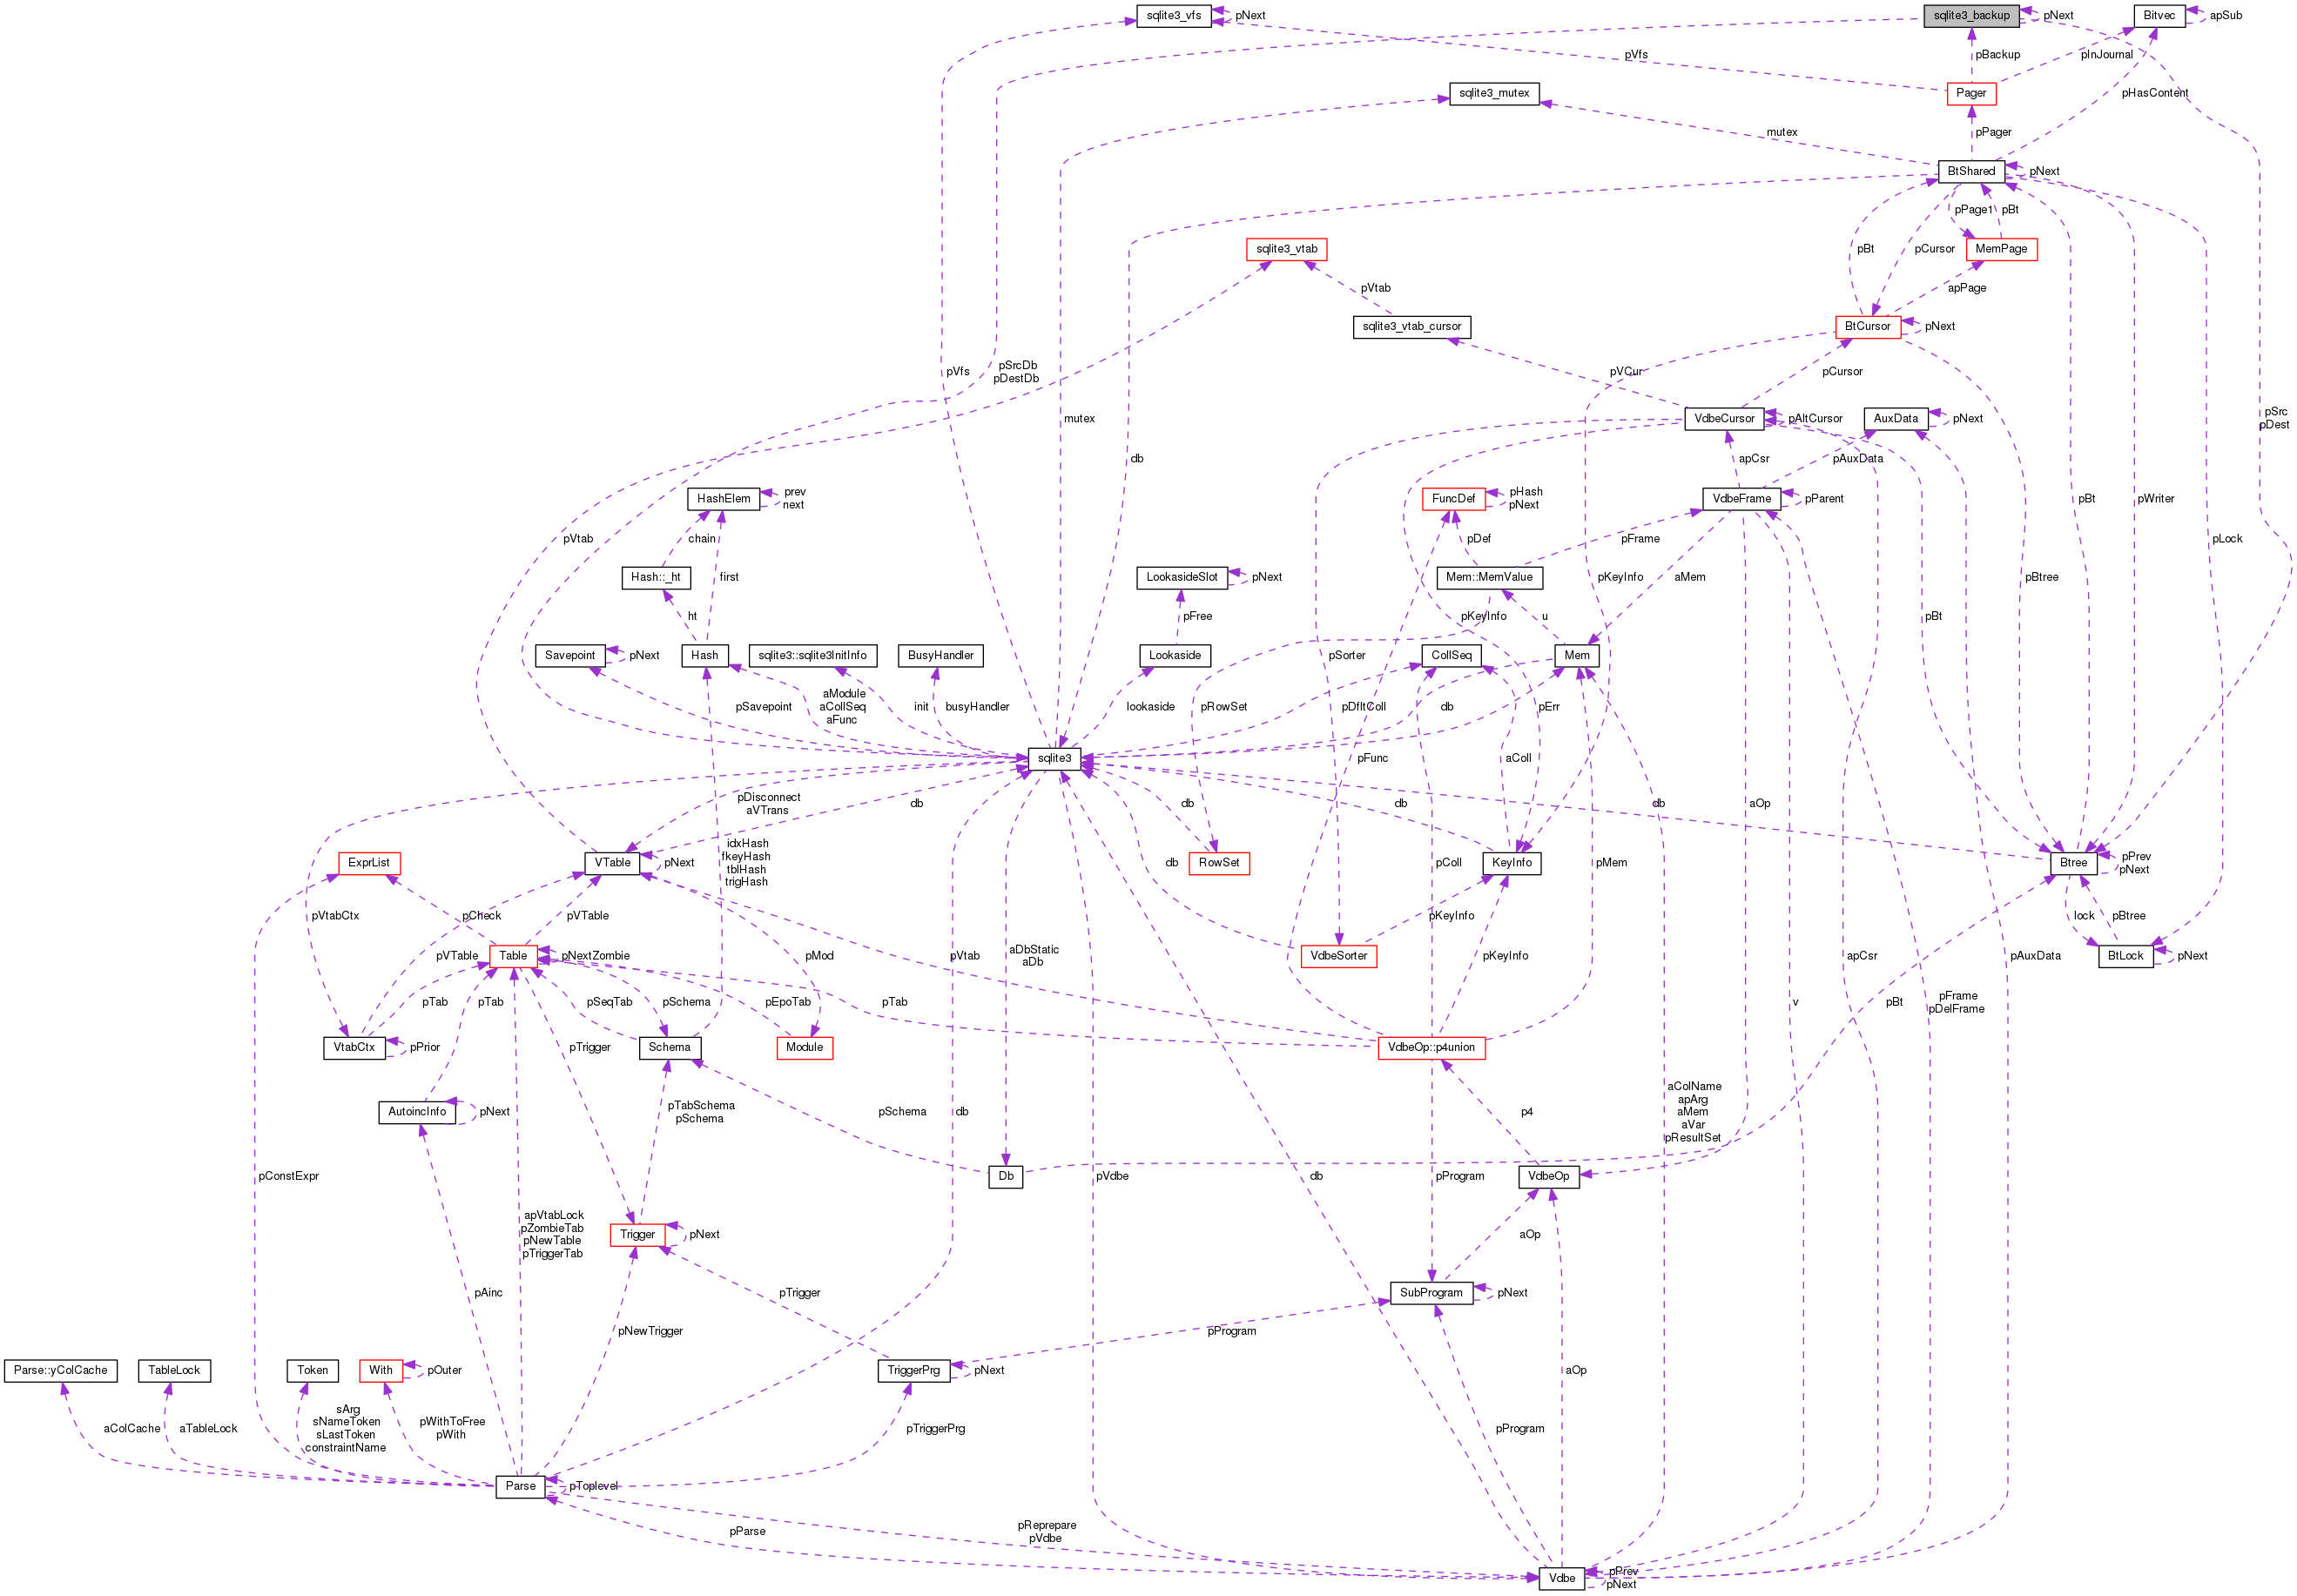 sqlite3_vfs
pNext
sqlite3_backup
pNext
Bitvec
apSub
pVfs
pBackup
pInJournal
sqlite3_mutex
Pager
pHasContent
mutex
pPager
BtShared
pNext
pPage1
pBt
sqlite3_vtab
pBt
pCursor
MemPage
pVtab
apPage
sqlite3_vtab_cursor
BtCursor
pNext
pVfs
pSrcDb
pDestDb
pVCur
pCursor
mutex
VdbeCursor
pAltCursor
AuxData
pNext
pSrc
pDest
db
apCsr
pAuxData
HashElem
prev
next
FuncDef
pHash
pNext
VdbeFrame
pParent
pBt
pWriter
pVtab
chain
pDef
pFrame
pLock
Hash::_ht
first
LookasideSlot
pNext
Mem::MemValue
aMem
pKeyInfo
pBtree
ht
pFree
pKeyInfo
u
pBt
Savepoint
pNext
Hash
sqlite3::sqlite3InitInfo
BusyHandler
Lookaside
pSorter
CollSeq
Mem
pSavepoint
aModule
aCollSeq
aFunc
init
busyHandler
lookaside
pRowSet
pDfltColl
db
pErr
sqlite3
pFunc
aColl
pDisconnect
aVTrans
db
db
db
db
aOp
idxHash
fkeyHash
tblHash
trigHash
ExprList
VTable
pNext
db
RowSet
pColl
KeyInfo
pMem
Btree
pPrev
pNext
pVtabCtx
pCheck
pVTable
pKeyInfo
lock
pBtree
pVTable
Table
pNextZombie
pMod
pVtab
aDbStatic
aDb
VdbeSorter
pKeyInfo
apCsr
pAuxData
BtLock
pNext
pTab
pTab
pSeqTab
pSchema
pEpoTab
pTab
pBt
pFrame
pDelFrame
v
VtabCtx
pPrior
pTrigger
Schema
Module
VdbeOp::p4union
AutoincInfo
pNext
pTabSchema
pSchema
pSchema
db
p4
aColName
apArg
aMem
aVar
pResultSet
pConstExpr
Db
pVdbe
db
pProgram
VdbeOp
apVtabLock
pZombieTab
pNewTable
pTriggerTab
Trigger
pNext
aOp
pAinc
pTrigger
SubProgram
pNext
pNewTrigger
pProgram
Parse::yColCache
TableLock
Token
With
pOuter
TriggerPrg
pNext
aOp
aColCache
aTableLock
sArg
sNameToken
sLastToken
constraintName
pWithToFree
pWith
pTriggerPrg
pProgram
Parse
pToplevel
pParse
pReprepare
pVdbe
Vdbe
pPrev
pNext